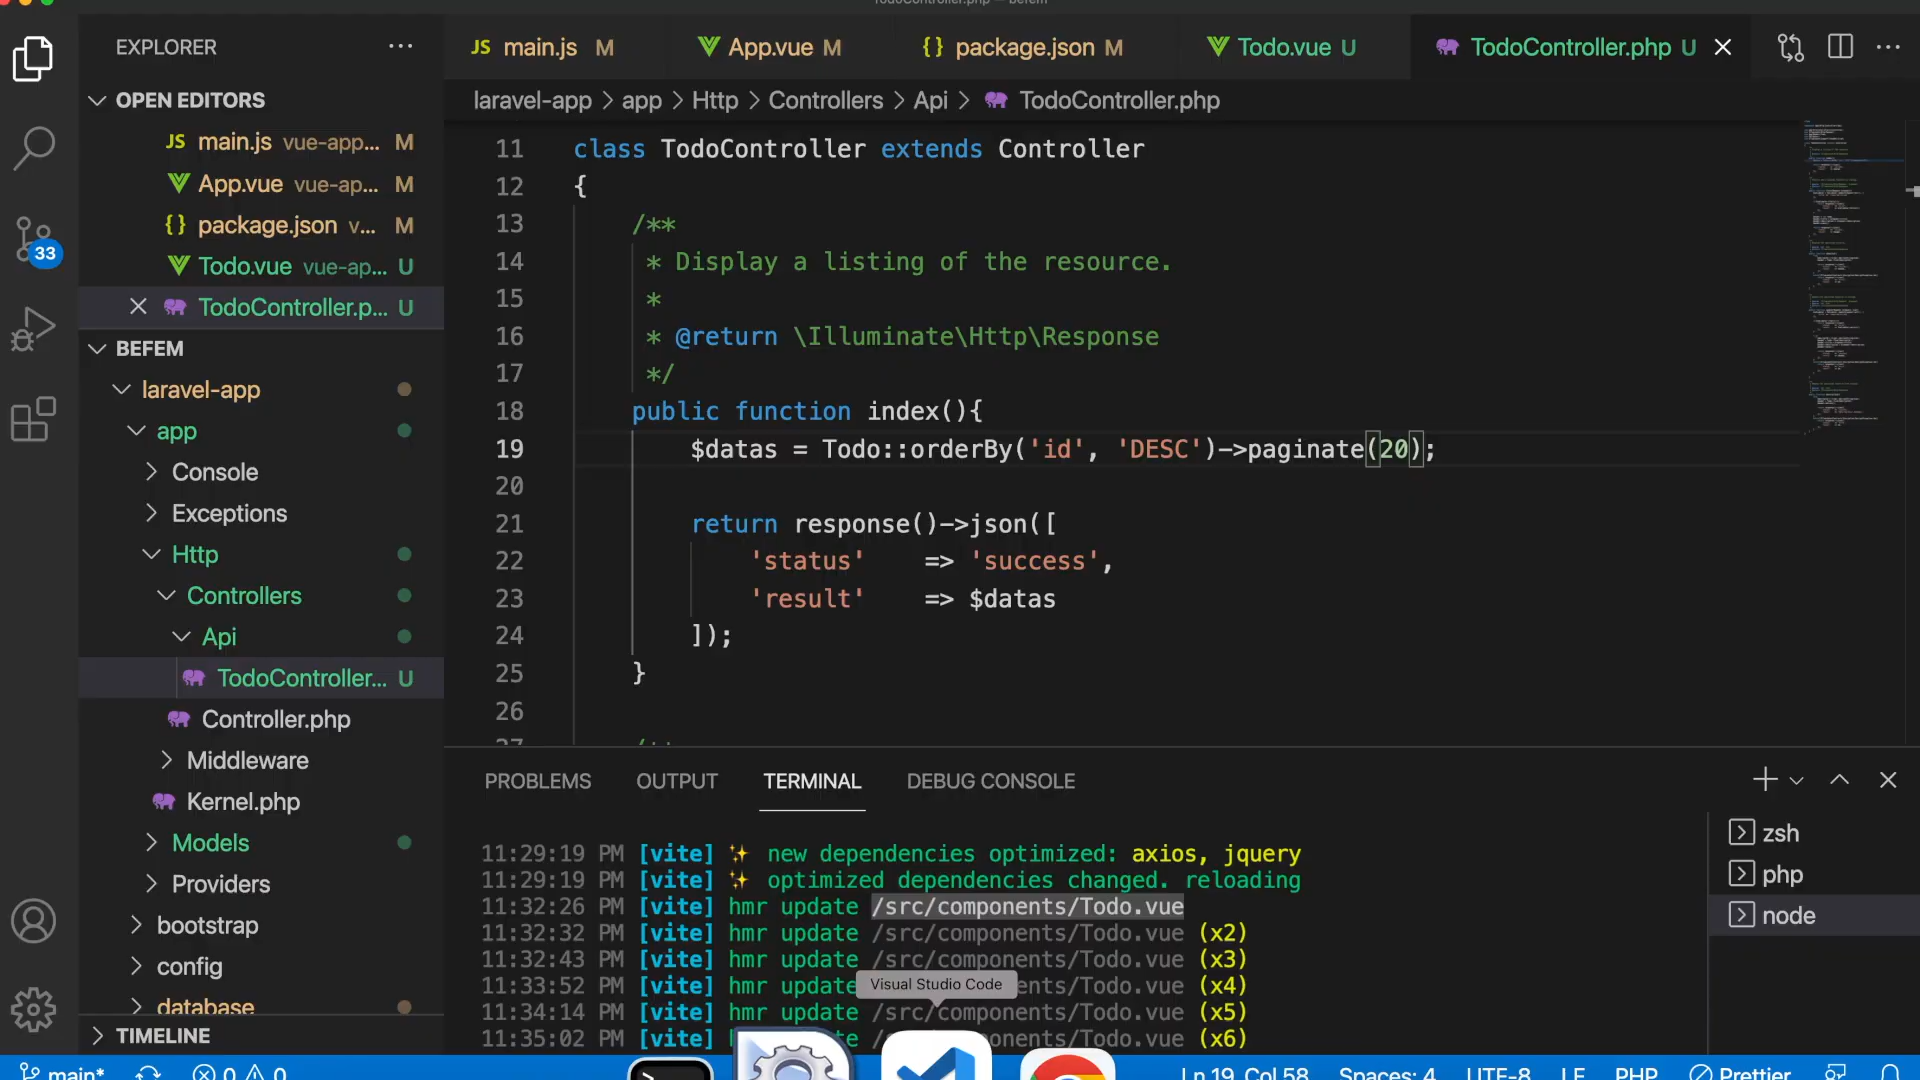 EXPLORER
OPEN EDITORS
JS main.js vue-app... M
App.vue vue-ap... M
{} package.json v... M
Todo.vue vue-ap... U
TodoController.p... U
BEFEM
laravel-app
app
Console
Exceptions
Http
Controllers
Api
TodoController... U
Controller.php
Middleware
Kernel.php
Models
Providers
bootstrap
config
database
TIMELINE
33
JS main.js M
App.vue M
{} package.json M
Todo.vue U
TodoController.php U
laravel-app > app > Http > Controllers > Api > TodoController.php
11 class TodoController extends Controller
12 {
13 /**
14 * Display a listing of the resource.
15 *
16 * @return \Illuminate\Http\Response
17 */
18 public function index(){
19 $datas = Todo::orderBy('id', 'DESC')->paginate(20);
20
21 return response()->json([
22 'status' => 'success',
23 'result' => $datas
24 ]);
25 }
26
PROBLEMS OUTPUT TERMINAL DEBUG CONSOLE
11:29:19 PM [vite] ✨ new dependencies optimized: axios, jquery
11:29:19 PM [vite] ✨ optimized dependencies changed. reloading
11:32:26 PM [vite] hmr update /src/components/Todo.vue
11:32:32 PM [vite] hmr update /src/components/Todo.vue (x2)
11:32:43 PM [vite] hmr update /src/components/Todo.vue (x3)
11:33:52 PM [vite] hmr update ents/Todo.vue (x4)
11:34:14 PM [vite] hmr update /src/components/Todo.vue (x5)
11:35:02 PM [vite] te /src/components/Todo.vue (x6)
Visual Studio Code
zsh
php
node
main* 0 0
Ln 19, Col 58 Spaces: 4 UTF-8 LF PHP Prettier